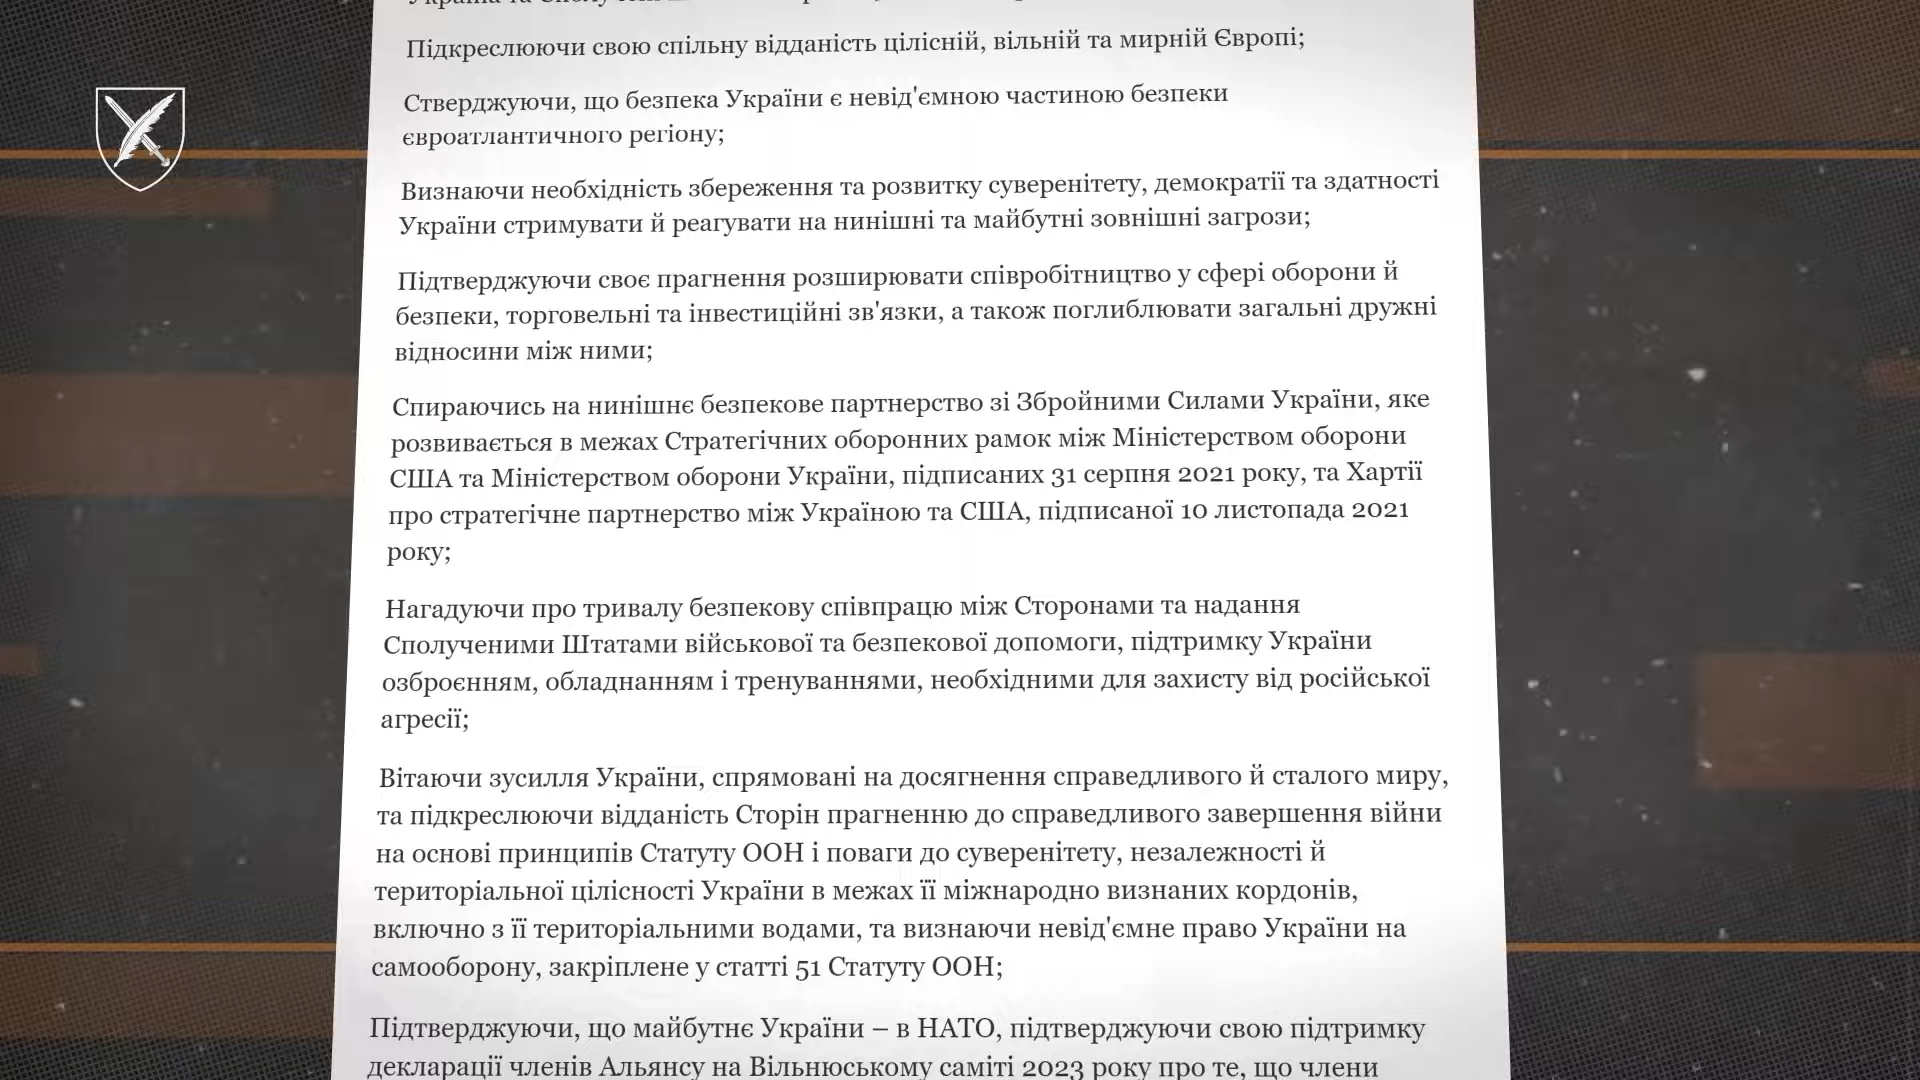 Підкреслюючи свою спільну відданість цілісній, вільній та мирній Європі;
Стверджуючи, що безпека України є невід'ємною частиною безпеки
євроатлантичного регіону;
Визнаючи необхідність збереження та розвитку суверенітету, демократії та здатності
України стримувати й реагувати на нинішні та майбутні зовнішні загрози;
Підтверджуючи своє прагнення розширювати співробітництво у сфері оборони й
безпеки, торговельні та інвестиційні зв'язки, а також поглиблювати загальні дружні
відносини між ними;
Спираючись на нинішнє безпекове партнерство зі Збройними Силами України, яке
розвивається в межах Стратегічних оборонних рамок між Міністерством оборони
США та Міністерством оборони України, підписаних 31 серпня 2021 року, та Хартії
про стратегічне партнерство між Україною та США, підписаної 10 листопада 2021
року;
Нагадуючи про тривалу безпекову співпрацю між Сторонами та надання
Сполученими Штатами військової та безпекової допомоги, підтримку України
озброєнням, обладнанням і тренуваннями, необхідними для захисту від російської
агресії;
Вітаючи зусилля України, спрямовані на досягнення справедливого й сталого миру,
та підкреслюючи відданість Сторін прагненню до справедливого завершення війни
на основі принципів Статуту ООН і поваги до суверенітету, незалежності й
територіальної цілісності України в межах її міжнародно визнаних кордонів,
включно з її територіальними водами, та визнаючи невід'ємне право України на
самооборону, закріплене у статті 51 Статуту ООН;
Підтверджуючи, що майбутнє України – в НАТО, підтверджуючи свою підтримку
декларації членів Альянсу на Вільнюському саміті 2023 року про те, що члени